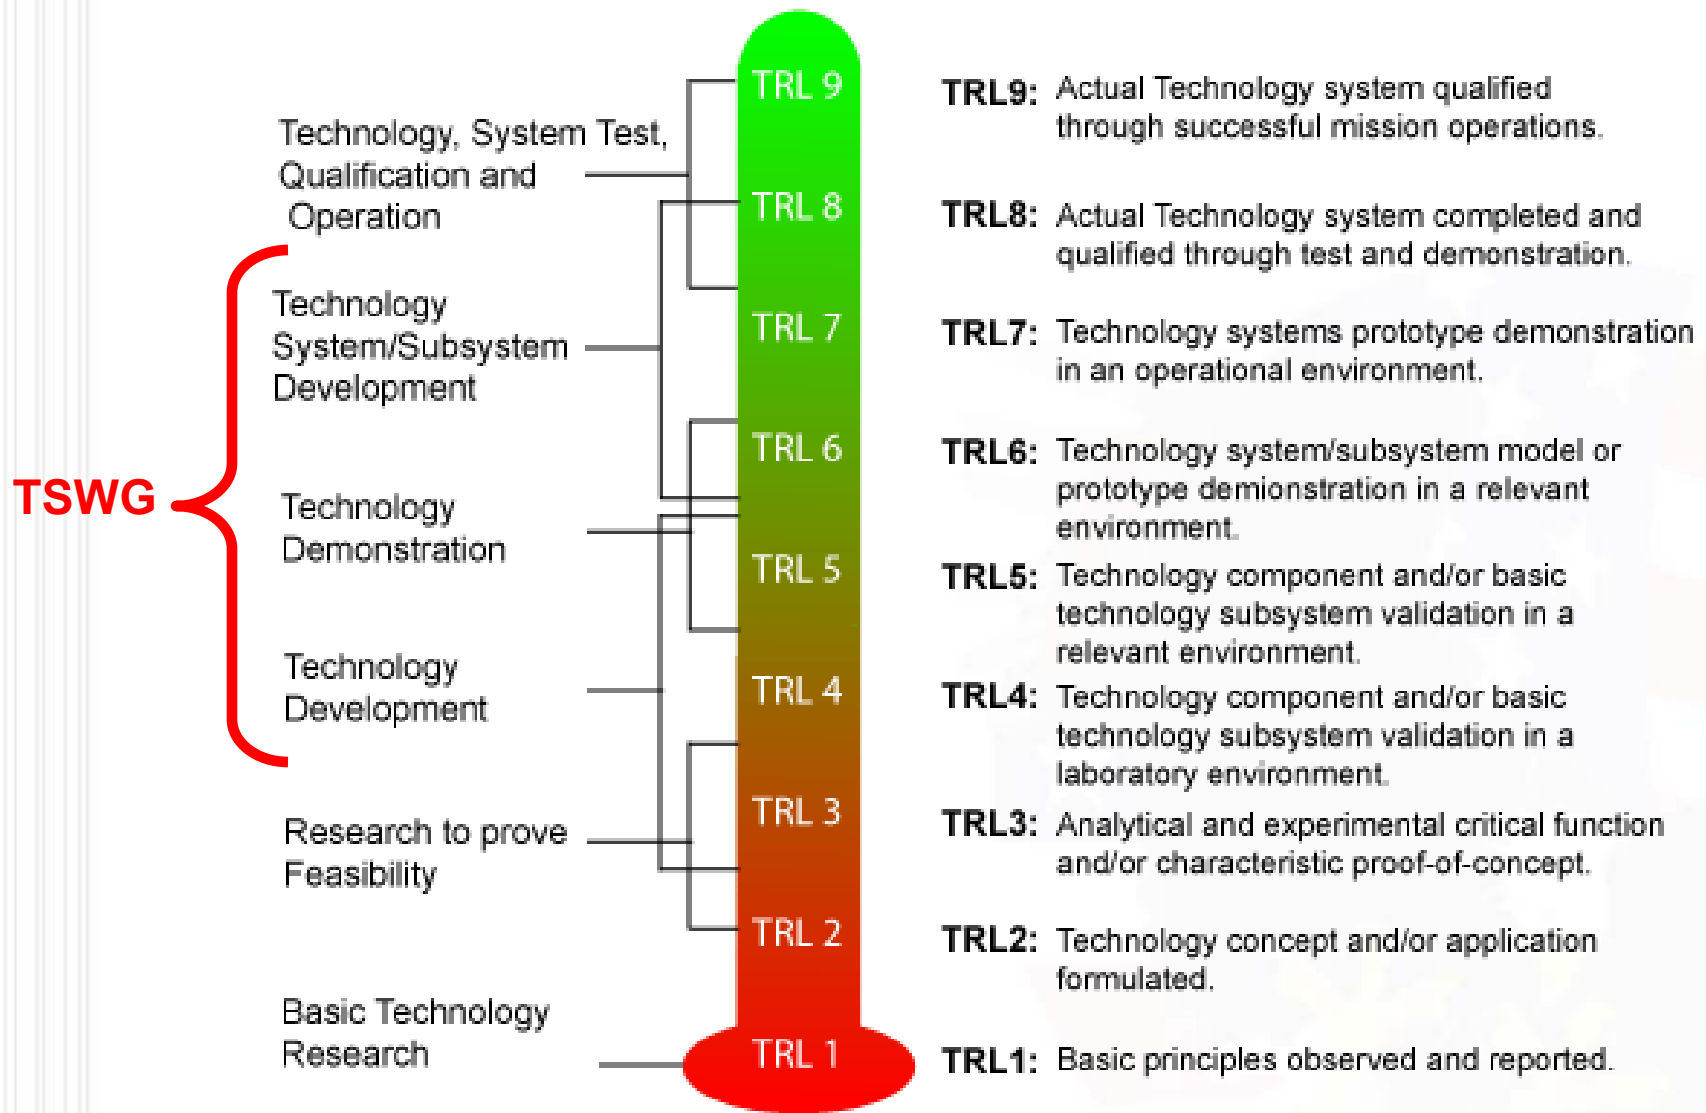 Technology, System Test,
Qualification and
Operation
Technology
System/Subsystem
Development
TSWG
Technology
Demonstration
Technology
Development
Research to prove
Feasibility
Basic Technology
Research
TRL 9
TRL 8
TRL 7
TRL 6
TRL 5
TRL 4
TRL 3
TRL 2
TRL 1
TRL9: Actual Technology system qualified
through successful mission operations.
TRL8: Actual Technology system completed and
qualified through test and demonstration.
TRL7: Technology systems prototype demonstration
in an operational environment.
TRL6: Technology system/subsystem model or
prototype demionstration in a relevant
environment.
TRL5: Technology component and/or basic
technology subsystem validation in a
relevant environment.
TRL4: Technology component and/or basic
technology subsystem validation in a
laboratory environment.
TRL3: Analytical and experimental critical function
and/or characteristic proof-of-concept.
TRL2: Technology concept and/or application
formulated.
TRL1: Basic principles observed and reported.